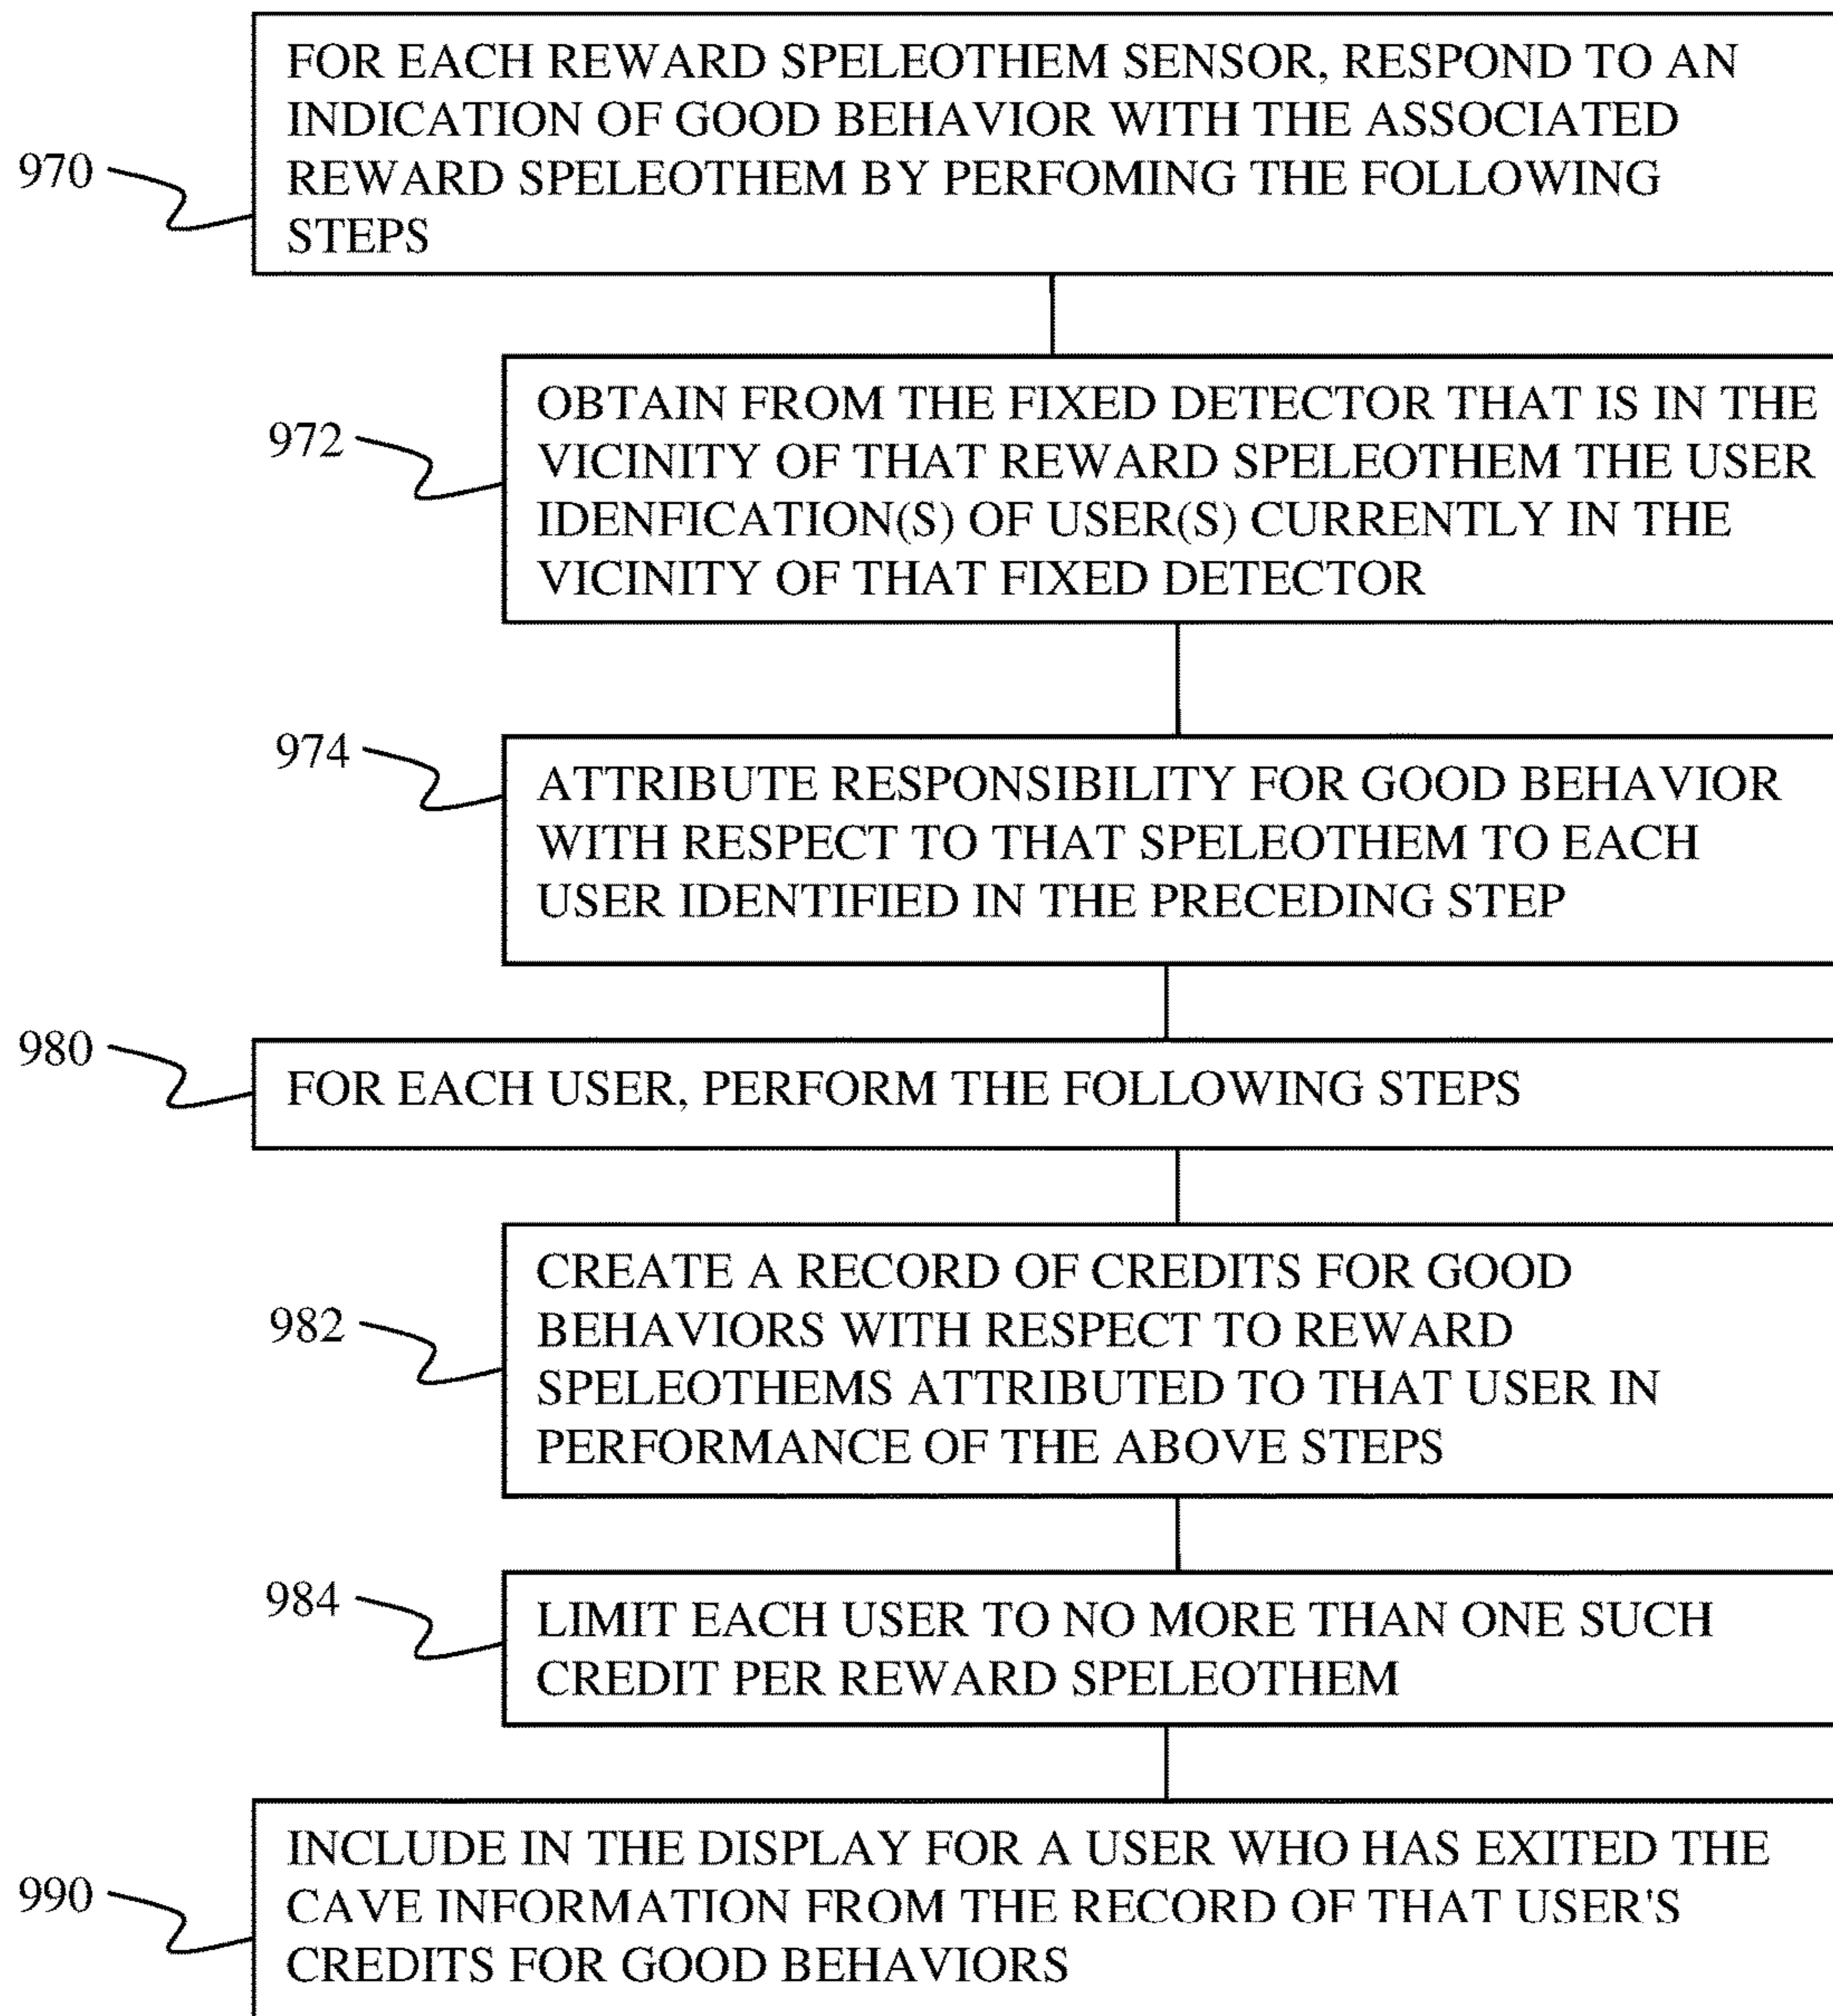 FOR EACH REWARD SPELEOTHEM SENSOR, RESPOND TO AN
INDICATION OF GOOD BEHAVIOR WITH THE ASSOCIATED
REWARD SPELEOTHEM BY PERFOMING THE FOLLOWING
STEPS
970
OBTAIN FROM THE FIXED DETECTOR THAT IS IN THE
VICINITY OF THAT REWARD SPELEOTHEM THE USER
IDENFICATION(S) OF USER(S) CURRENTLY IN THE
VICINITY OF THAT FIXED DETECTOR
972
974
ATTRIBUTE RESPONSIBILITY FOR GOOD BEHAVIOR
WITH RESPECT TO THAT SPELEOTHEM TO EACH
USER IDENTIFIED IN THE PRECEDING STEP
980
FOR EACH USER, PERFORM THE FOLLOWING STEPS
CREATE A RECORD OF CREDITS FOR GOOD
BEHAVIORS WITH RESPECT TO REWARD
SPELEOTHEMS ATTRIBUTED TO THAT USER IN
PERFORMANCE OF THE ABOVE STEPS
982
984
LIMIT EACH USER TO NO MORE THAN ONE SUCH
CREDIT PER REWARD SPELEOTHEM
INCLUDE IN THE DISPLAY FOR A USER WHO HAS EXITED THE
CAVE INFORMATION FROM THE RECORD OF THAT USER'S
CREDITS FOR GOOD BEHAVIORS
990